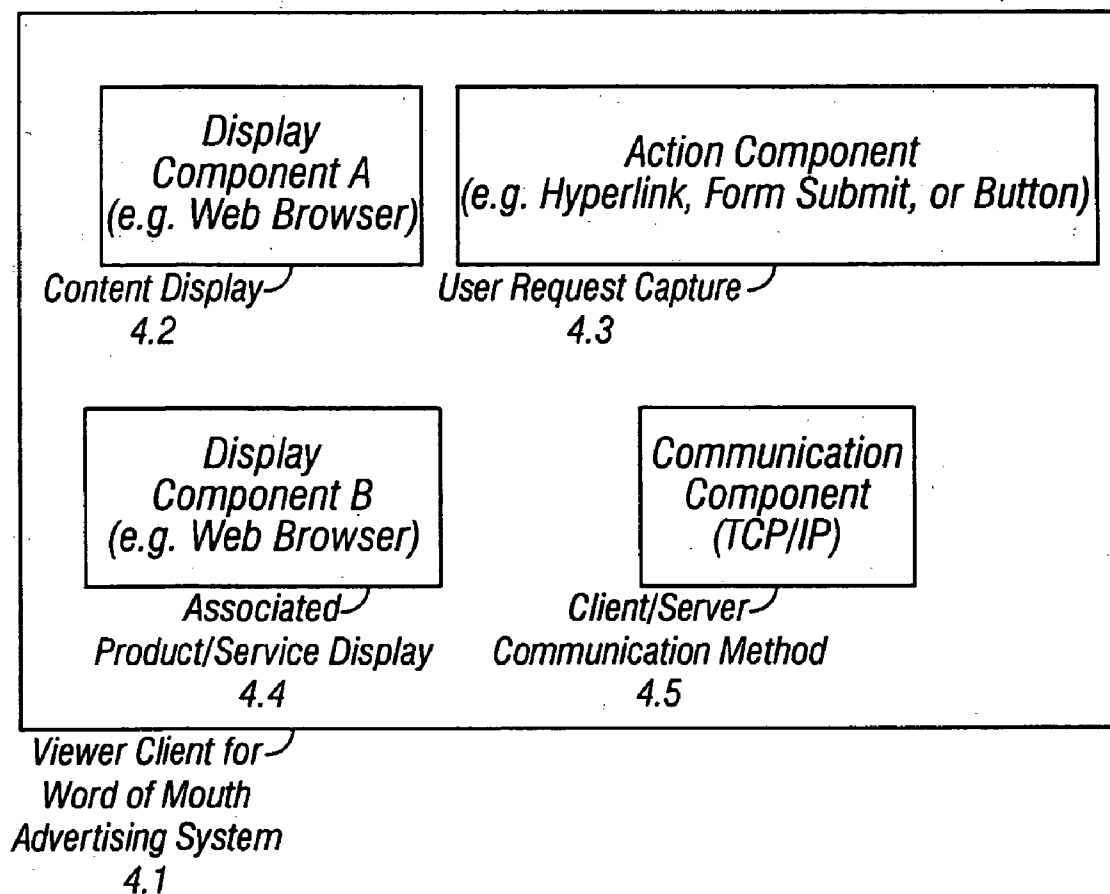 Display
Component A
(e.g. Web Browser)
Content Display
4.2
Action Component
(e.g. Hyperlink, Form Submit, or Button)
User Request Capture
4.3
Display
Component B
(e.g. Web Browser)
Associated
Product/Service Display
4.4
Communication
Component
(TCP/IP)
Client/Server
Communication Method
4.5
Viewer Client for
Word of Mouth
Advertising System
4.1